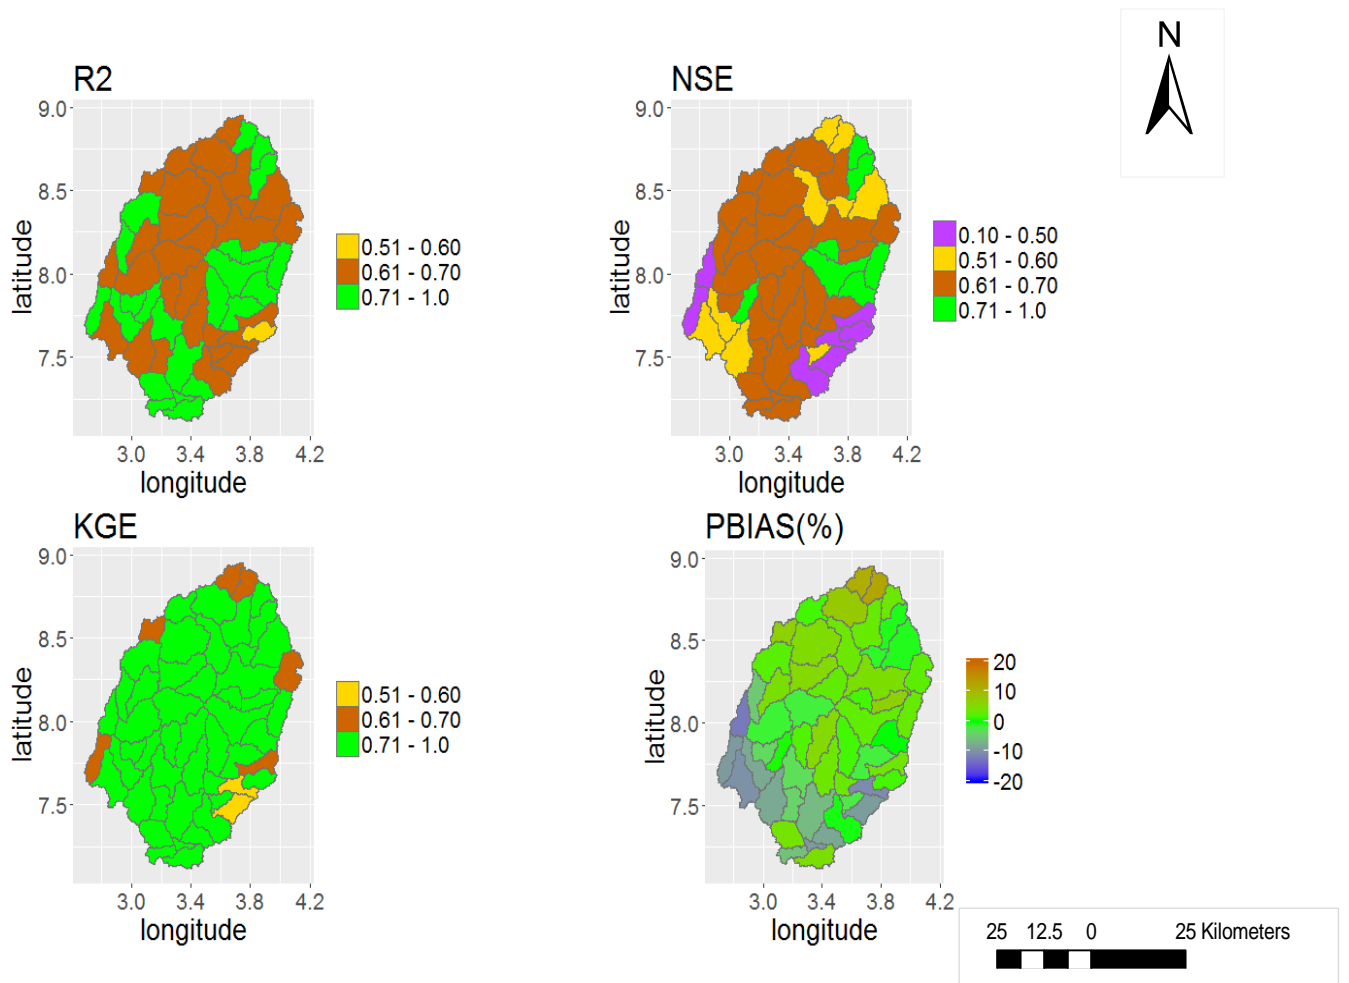 N
R2
9.0
8.5
8.0
7.5
latitude
3.0 3.4 3.8 4.2
longitude
0.51 - 0.60
0.61 - 0.70
0.71 - 1.0
NSE
9.0
8.5
8.0
7.5
latitude
3.0 3.4 3.8 4.2
longitude
0.10 - 0.50
0.51 - 0.60
0.61 - 0.70
0.71 - 1.0
KGE
9.0
8.5
8.0
7.5
latitude
3.0 3.4 3.8 4.2
longitude
0.51 - 0.60
0.61 - 0.70
0.71 - 1.0
PBIAS(%)
9.0
8.5
8.0
7.5
latitude
3.0 3.4 3.8 4.2
longitude
20
10
0
-10
-20
25 12.5 0 25 Kilometers